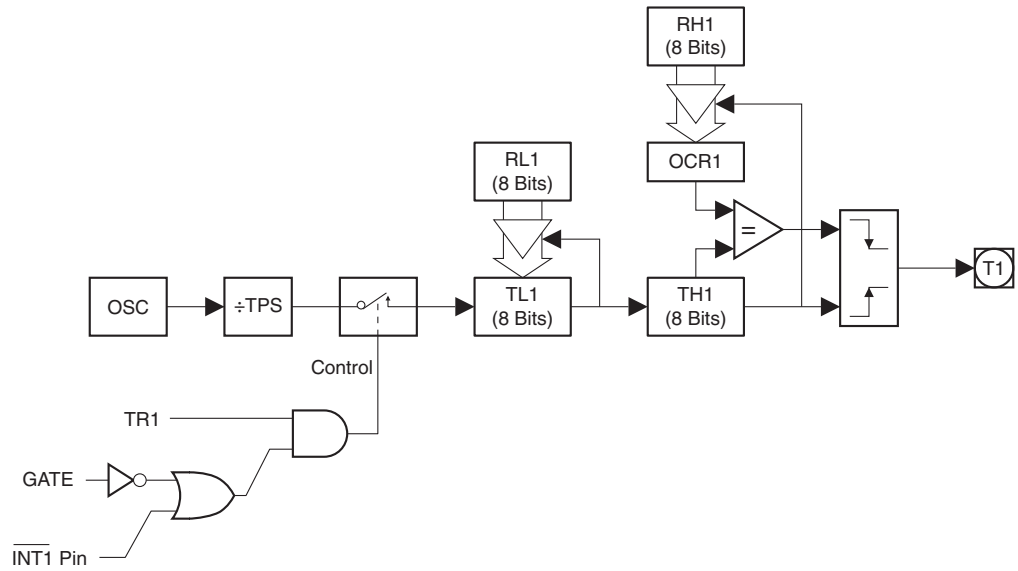 RH1
(8 Bits)
RL1
(8 Bits)
OCR1
=
OSC
÷TPS
TL1
(8 Bits)
TH1
(8 Bits)
T1
Control
TR1
GATE
I̅N̅T̅1̅ Pin